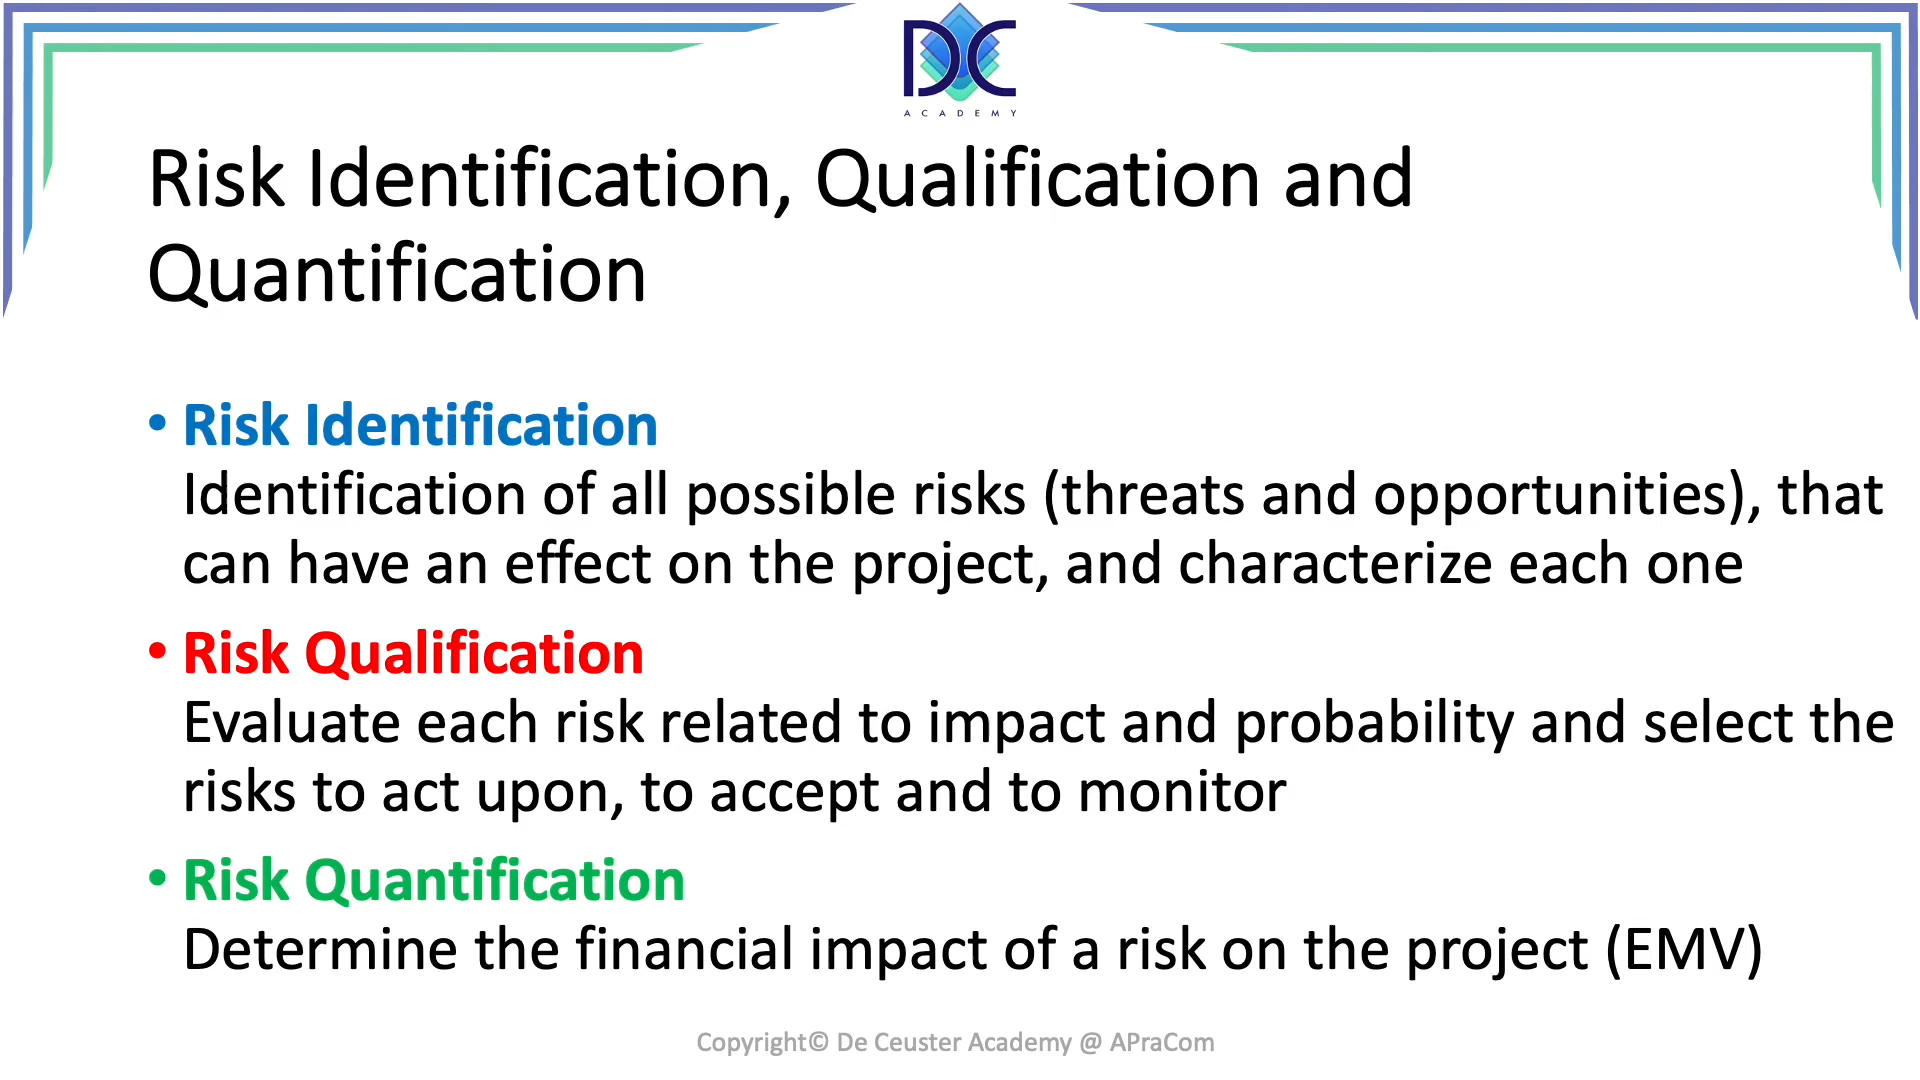 DC
ACADEMY
Risk Identification, Qualification and
Quantification
• Risk Identification
Identification of all possible risks (threats and opportunities), that
can have an effect on the project, and characterize each one
• Risk Qualification
Evaluate each risk related to impact and probability and select the
risks to act upon, to accept and to monitor
• Risk Quantification
Determine the financial impact of a risk on the project (EMV)
Copyright© De Ceuster Academy @ APraCom